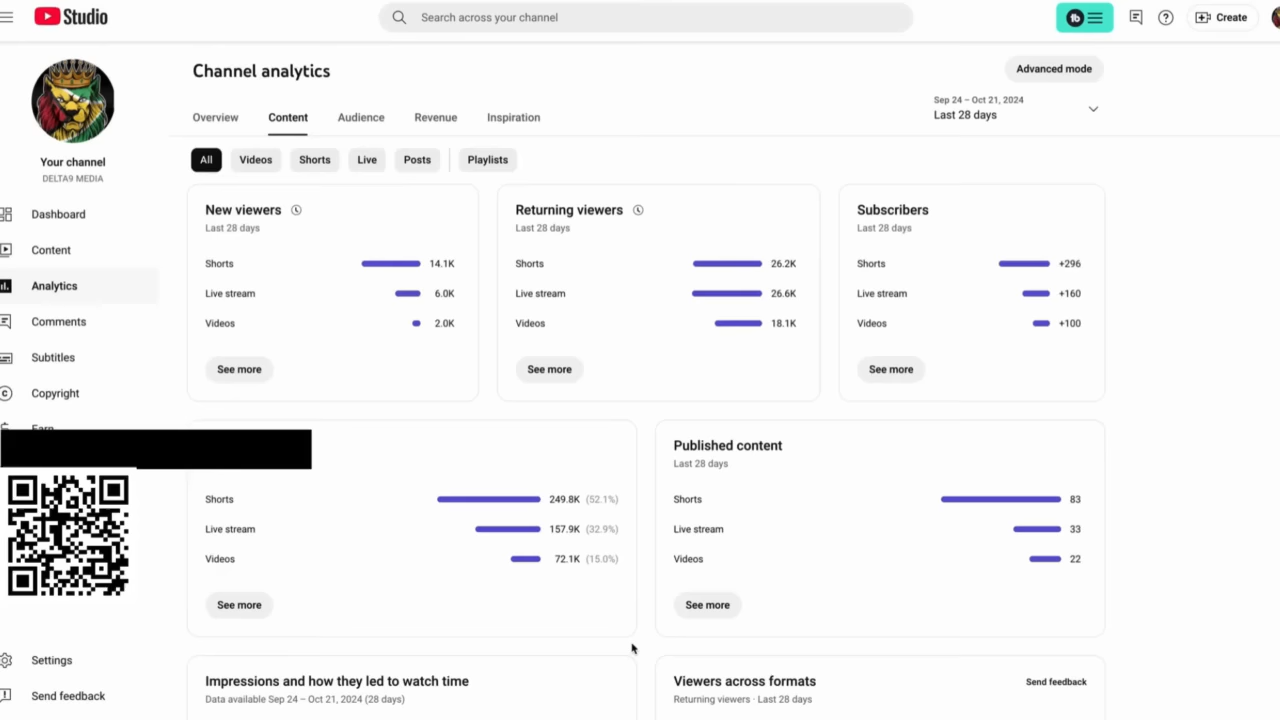 Studio
Search across your channel
Create
Channel analytics
Advanced mode
Sep 24 – Oct 21, 2024
Last 28 days
Overview
Content
Audience
Revenue
Inspiration
All
Videos
Shorts
Live
Posts
Playlists
Your channel
DELTA9 MEDIA
Dashboard
Content
Analytics
Comments
Subtitles
Copyright
Earn
Settings
Send feedback
New viewers
Last 28 days
Shorts 14.1K
Live stream 6.0K
Videos 2.0K
See more
Returning viewers
Last 28 days
Shorts 26.2K
Live stream 26.6K
Videos 18.1K
See more
Subscribers
Last 28 days
Shorts +296
Live stream +160
Videos +100
See more
Shorts 249.8K (52.1%)
Live stream 157.9K (32.9%)
Videos 72.1K (15.0%)
See more
Published content
Last 28 days
Shorts 83
Live stream 33
Videos 22
See more
Impressions and how they led to watch time
Data available Sep 24 – Oct 21, 2024 (28 days)
Viewers across formats
Send feedback
Returning viewers · Last 28 days